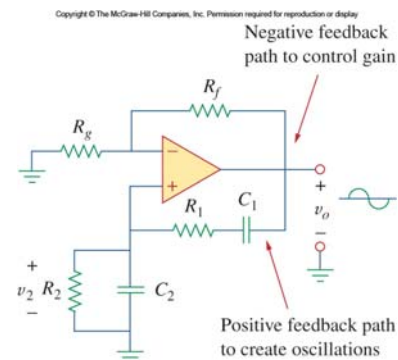 Copyright © The McGraw-Hill Companies, Inc. Permission required for reproduction or display
Negative feedback
path to control gain
Rf
Rg
−
+
R1
C1
+
vo
−
+
v2
R2
−
C2
Positive feedback path
to create oscillations